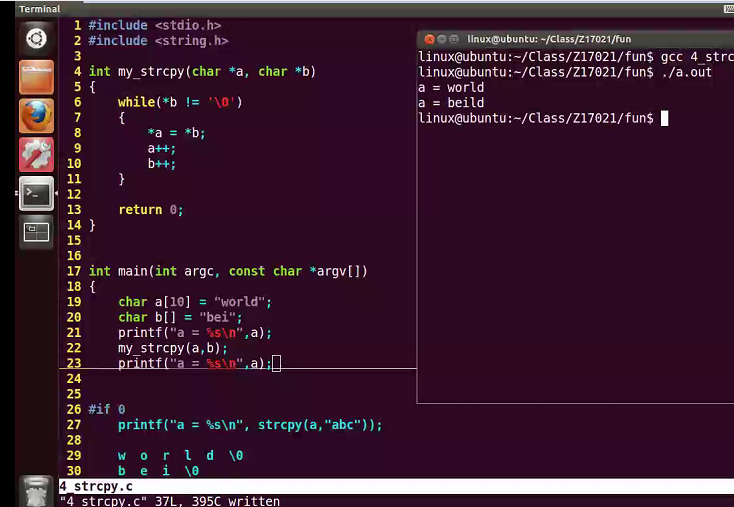 Terminal
1 #include <stdio.h>
2 #include <string.h>
3
4 int my_strcpy(char *a, char *b)
5 {
6 while(*b != '\0')
7 {
8 *a = *b;
9 a++;
10 b++;
11 }
12
13 return 0;
14 }
15
16
17 int main(int argc, const char *argv[])
18 {
19 char a[10] = "world";
20 char b[] = "bei";
21 printf("a = %s\n",a);
22 my_strcpy(a,b);
23 printf("a = %s\n",a);
24
25
26 #if 0
27 printf("a = %s\n", strcpy(a,"abc"));
28
29 w o r l d \0
30 b e i \0
4_strcpy.c
"4_strcpy.c" 37L, 395C written
linux@ubuntu: ~/Class/Z17021/fun
linux@ubuntu:~/Class/Z17021/fun$ gcc 4_strc
linux@ubuntu:~/Class/Z17021/fun$ ./a.out
a = world
a = beild
linux@ubuntu:~/Class/Z17021/fun$